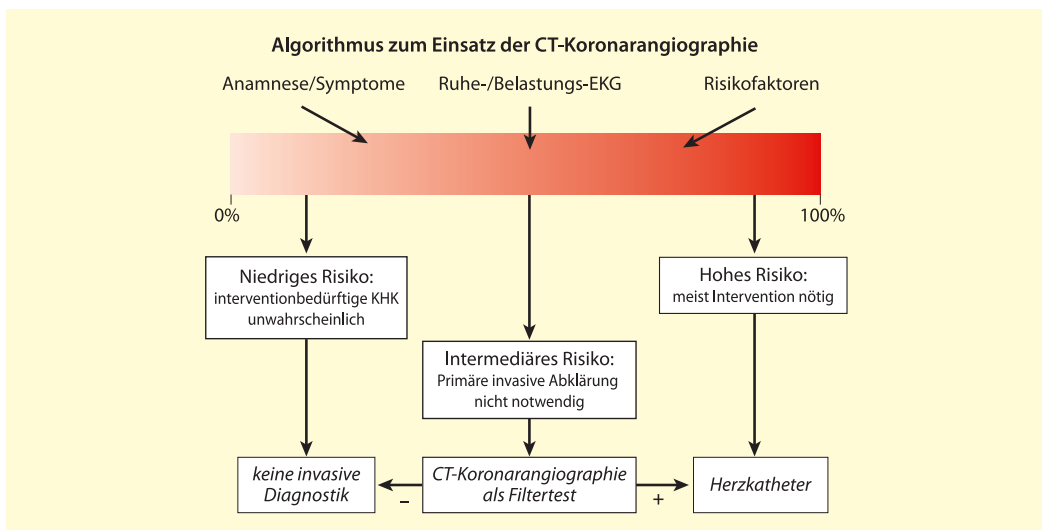 Algorithmus zum Einsatz der CT-Koronarangiographie
Anamnese/Symptome
Ruhe-/Belastungs-EKG
Risikofaktoren
0%
100%
Niedriges Risiko:
interventionbedürftige KHK
unwahrscheinlich
Hohes Risiko:
meist Intervention nötig
Intermediäres Risiko:
Primäre invasive Abklärung
nicht notwendig
keine invasive
Diagnostik
–
CT-Koronarangiographie
als Filtertest
+
Herzkatheter